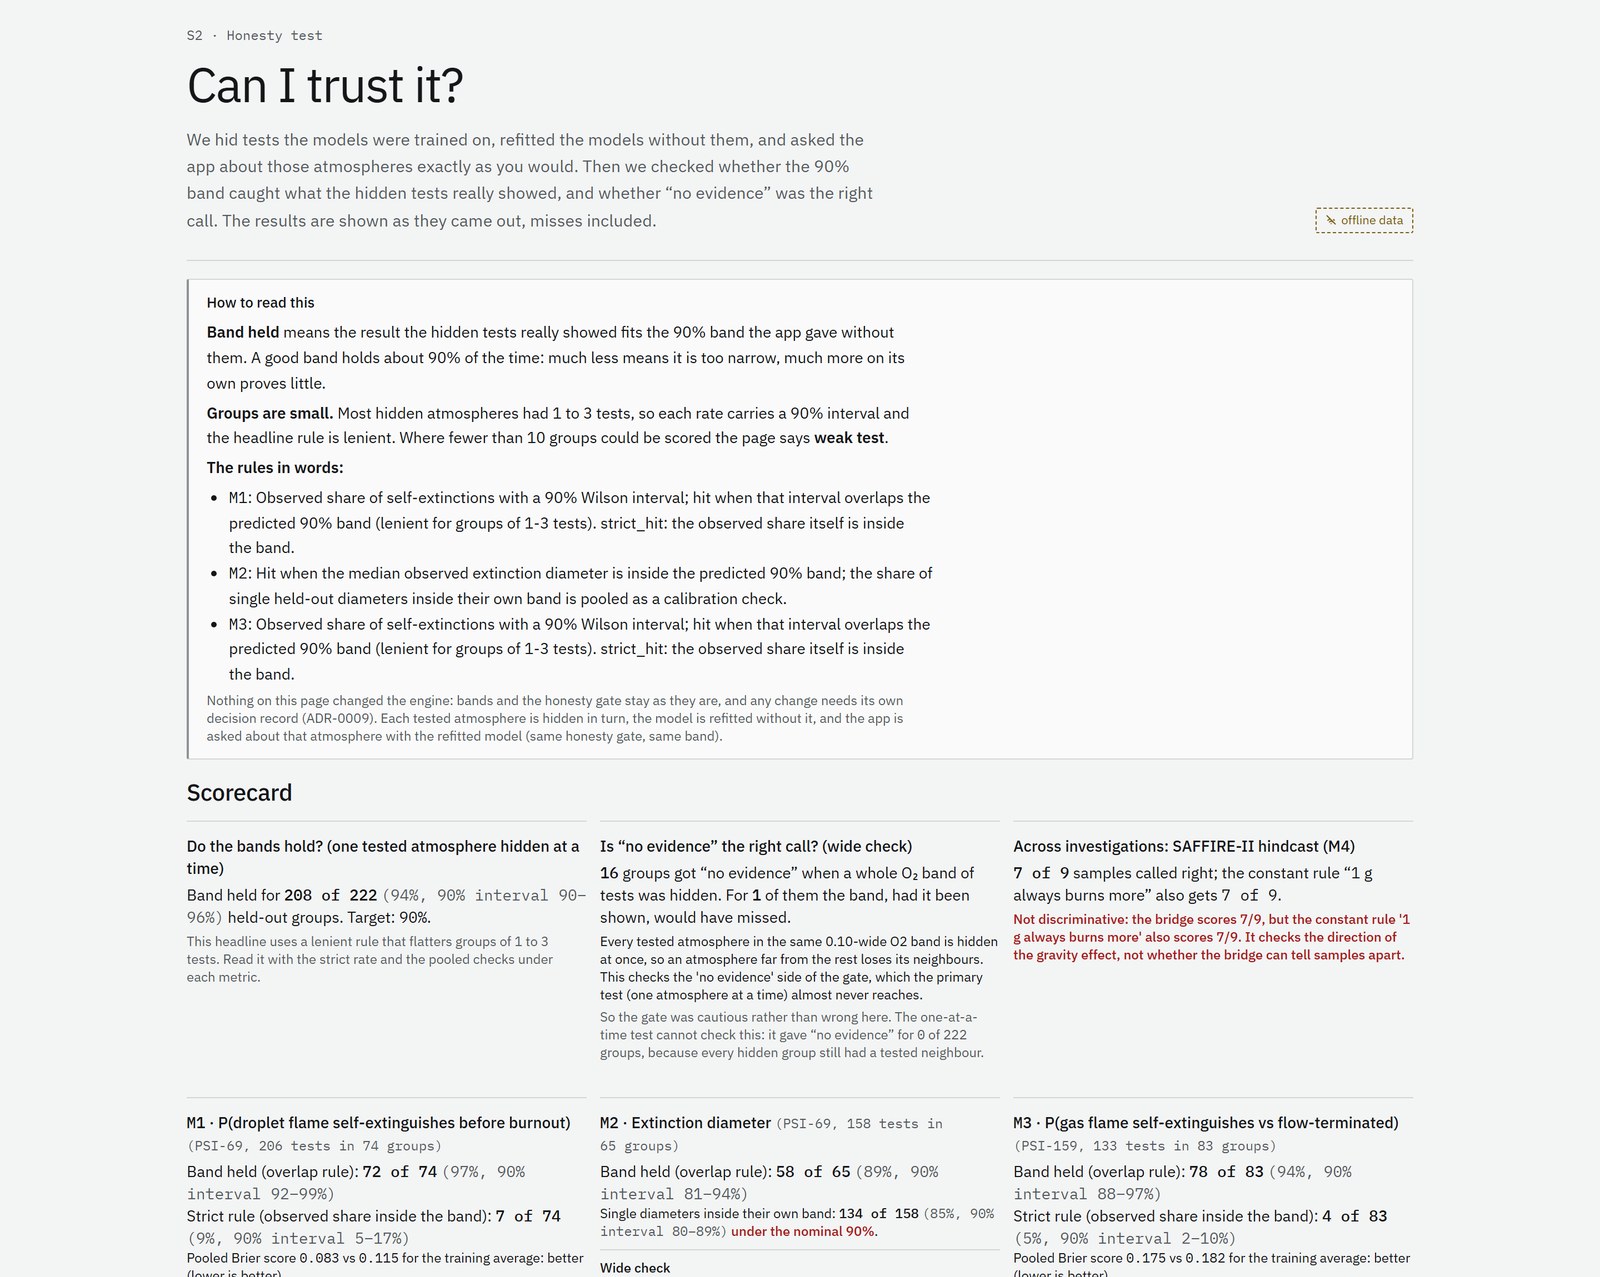 S2 · Honesty test
Can I trust it?
We hid tests the models were trained on, refitted the models without them, and asked the
app about those atmospheres exactly as you would. Then we checked whether the 90%
band caught what the hidden tests really showed, and whether “no evidence” was the right
call. The results are shown as they came out, misses included.
offline data
How to read this
Band held means the result the hidden tests really showed fits the 90% band the app gave without
them. A good band holds about 90% of the time: much less means it is too narrow, much more on its
own proves little.
Groups are small. Most hidden atmospheres had 1 to 3 tests, so each rate carries a 90% interval and
the headline rule is lenient. Where fewer than 10 groups could be scored the page says weak test.
The rules in words:
• M1: Observed share of self-extinctions with a 90% Wilson interval; hit when that interval overlaps the
predicted 90% band (lenient for groups of 1-3 tests). strict_hit: the observed share itself is inside
the band.
• M2: Hit when the median observed extinction diameter is inside the predicted 90% band; the share of
single held-out diameters inside their own band is pooled as a calibration check.
• M3: Observed share of self-extinctions with a 90% Wilson interval; hit when that interval overlaps the
predicted 90% band (lenient for groups of 1-3 tests). strict_hit: the observed share itself is inside
the band.
Nothing on this page changed the engine: bands and the honesty gate stay as they are, and any change needs its own
decision record (ADR-0009). Each tested atmosphere is hidden in turn, the model is refitted without it, and the app is
asked about that atmosphere with the refitted model (same honesty gate, same band).
Scorecard
Do the bands hold? (one tested atmosphere hidden at a
time)
Band held for 208 of 222 (94%, 90% interval 90–
96%) held-out groups. Target: 90%.
This headline uses a lenient rule that flatters groups of 1 to 3
tests. Read it with the strict rate and the pooled checks under
each metric.
Is “no evidence” the right call? (wide check)
16 groups got “no evidence” when a whole O₂ band of
tests was hidden. For 1 of them the band, had it been
shown, would have missed.
Every tested atmosphere in the same 0.10-wide O2 band is hidden
at once, so an atmosphere far from the rest loses its neighbours.
This checks the 'no evidence' side of the gate, which the primary
test (one atmosphere at a time) almost never reaches.
So the gate was cautious rather than wrong here. The one-at-a-
time test cannot check this: it gave “no evidence” for 0 of 222
groups, because every hidden group still had a tested neighbour.
Across investigations: SAFFIRE-II hindcast (M4)
7 of 9 samples called right; the constant rule “1 g
always burns more” also gets 7 of 9.
Not discriminative: the bridge scores 7/9, but the constant rule '1
g always burns more' also scores 7/9. It checks the direction of
the gravity effect, not whether the bridge can tell samples apart.
M1 · P(droplet flame self-extinguishes before burnout)
(PSI-69, 206 tests in 74 groups)
Band held (overlap rule): 72 of 74 (97%, 90%
interval 92–99%)
Strict rule (observed share inside the band): 7 of 74
(9%, 90% interval 5–17%)
Pooled Brier score 0.083 vs 0.115 for the training average: better
(lower is better)
M2 · Extinction diameter (PSI-69, 158 tests in
65 groups)
Band held (overlap rule): 58 of 65 (89%, 90%
interval 81–94%)
Single diameters inside their own band: 134 of 158 (85%, 90%
interval 80–89%) under the nominal 90%.
Wide check
M3 · P(gas flame self-extinguishes vs flow-terminated)
(PSI-159, 133 tests in 83 groups)
Band held (overlap rule): 78 of 83 (94%, 90%
interval 88–97%)
Strict rule (observed share inside the band): 4 of 83
(5%, 90% interval 2–10%)
Pooled Brier score 0.175 vs 0.182 for the training average: better
(lower is better)